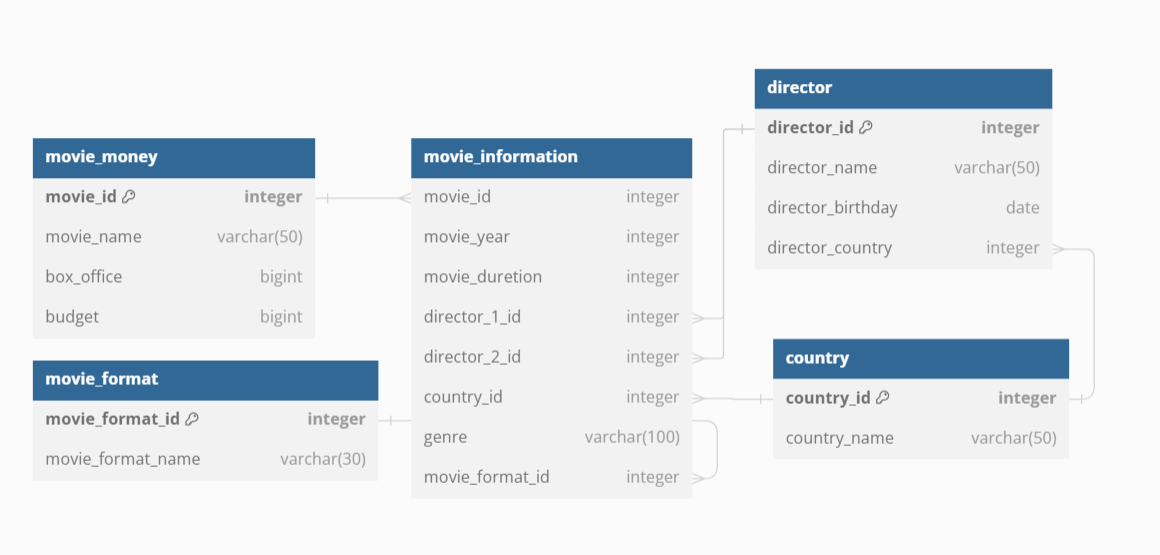 movie_money
movie_id integer
movie_name varchar(50)
box_office bigint
budget bigint
movie_format
movie_format_id integer
movie_format_name varchar(30)
movie_information
movie_id integer
movie_year integer
movie_duretion integer
director_1_id integer
director_2_id integer
country_id integer
genre varchar(100)
movie_format_id integer
director
director_id integer
director_name varchar(50)
director_birthday date
director_country integer
country
country_id integer
country_name varchar(50)